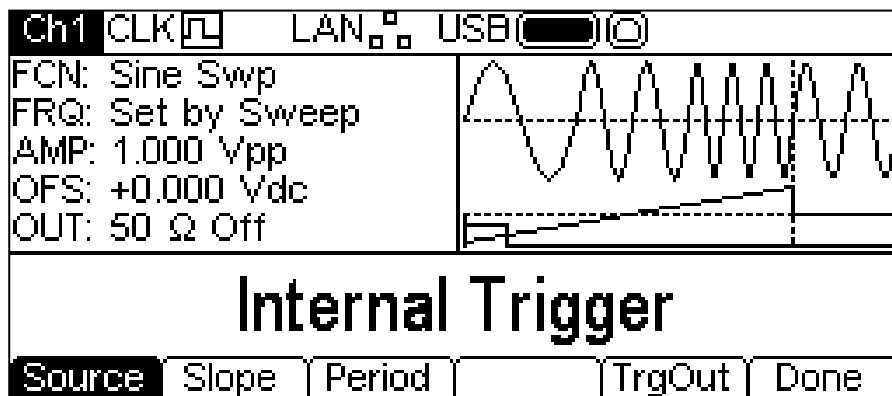 Ch1 CLK LAN USB
FCN: Sine Swp
FRQ: Set by Sweep
AMP: 1.000 Vpp
OFS: +0.000 Vdc
OUT: 50 Ω Off
Internal Trigger
Source Slope Period TrgOut Done